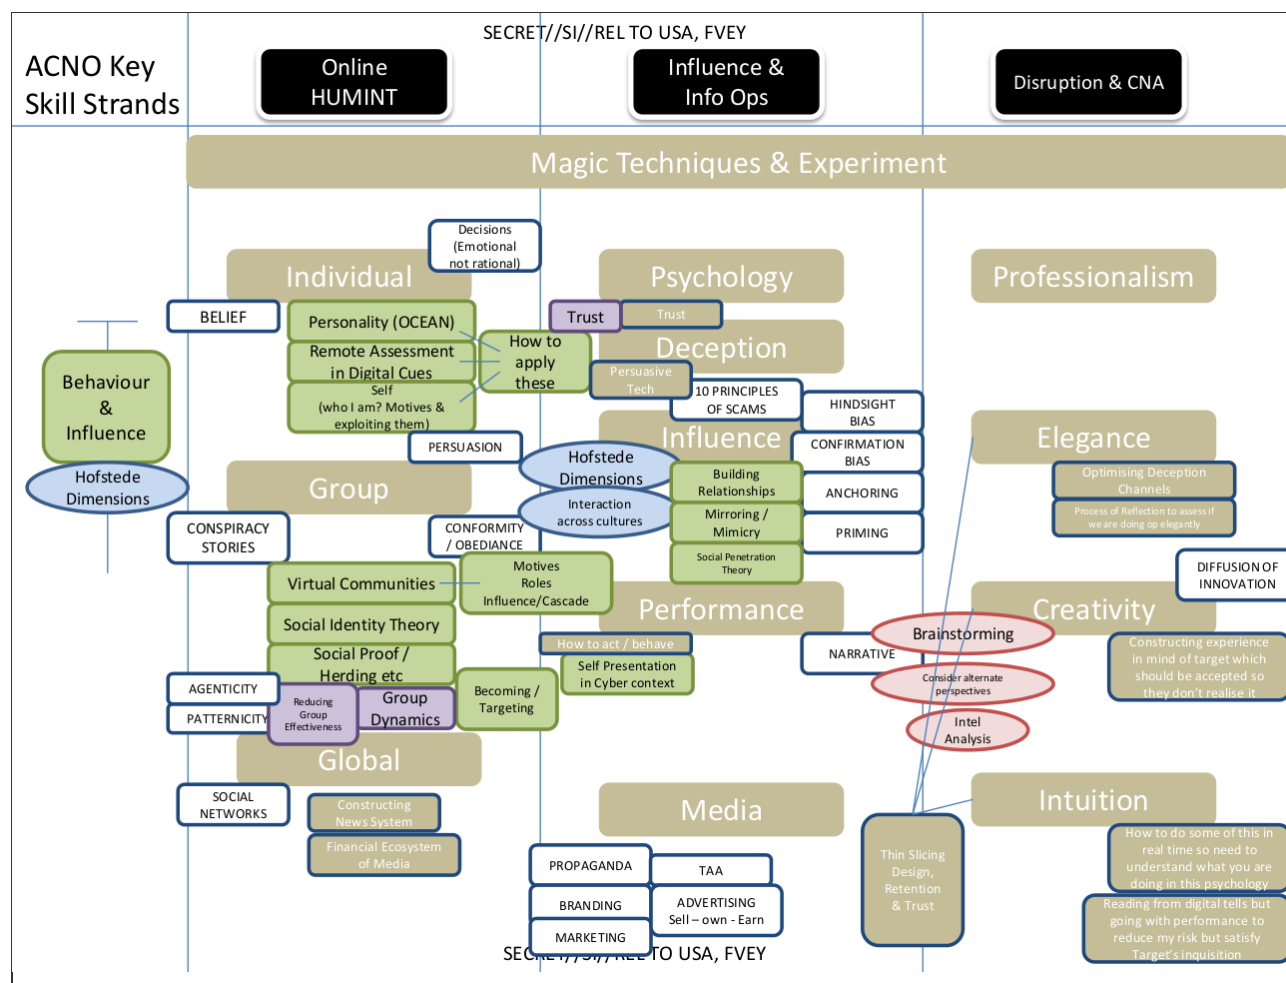 SECRET//SI//REL TO USA, FVEY
ACNO Key
Skill Strands
Online
HUMINT
Influence &
Info Ops
Disruption & CNA
Magic Techniques & Experiment
Decisions
(Emotional
not rational)
Individual
Psychology
Professionalism
BELIEF
Personality (OCEAN)
Trust
Trust
Remote Assessment
in Digital Cues
How to
apply
these
Deception
Behaviour
&
Influence
Self
(who I am? Motives &
exploiting them)
Persuasive
Tech
10 PRINCIPLES
OF SCAMS
HINDSIGHT
BIAS
PERSUASION
Influence
CONFIRMATION
BIAS
Elegance
Hofstede
Dimensions
Group
Hofstede
Dimensions
Building
Relationships
ANCHORING
Optimising Deception
Channels
Interaction
across cultures
Mirroring /
Mimicry
PRIMING
Process of Reflection to assess if
we are doing op elegantly
CONSPIRACY
STORIES
CONFORMITY
/ OBEDIANCE
Social Penetration
Theory
DIFFUSION OF
INNOVATION
Virtual Communities
Motives
Roles
Influence/Cascade
Performance
Creativity
Social Identity Theory
How to act / behave
Brainstorming
Social Proof /
Herding etc
Self Presentation
in Cyber context
NARRATIVE
Constructing experience
in mind of target which
should be accepted so
they don't realise it
AGENTICITY
PATTERNICITY
Reducing
Group
Effectiveness
Group
Dynamics
Becoming /
Targeting
Consider alternate
perspectives
Intel
Analysis
Global
SOCIAL
NETWORKS
Constructing
News System
Financial Ecosystem
of Media
Media
Intuition
PROPAGANDA
TAA
BRANDING
ADVERTISING
Sell – own - Earn
MARKETING
Thin Slicing
Design,
Retention
& Trust
How to do some of this in
real time so need to
understand what you are
doing in this psychology
Reading from digital tells but
going with performance to
reduce my risk but satisfy
Target's inquisition
SECRET//SI//REL TO USA, FVEY